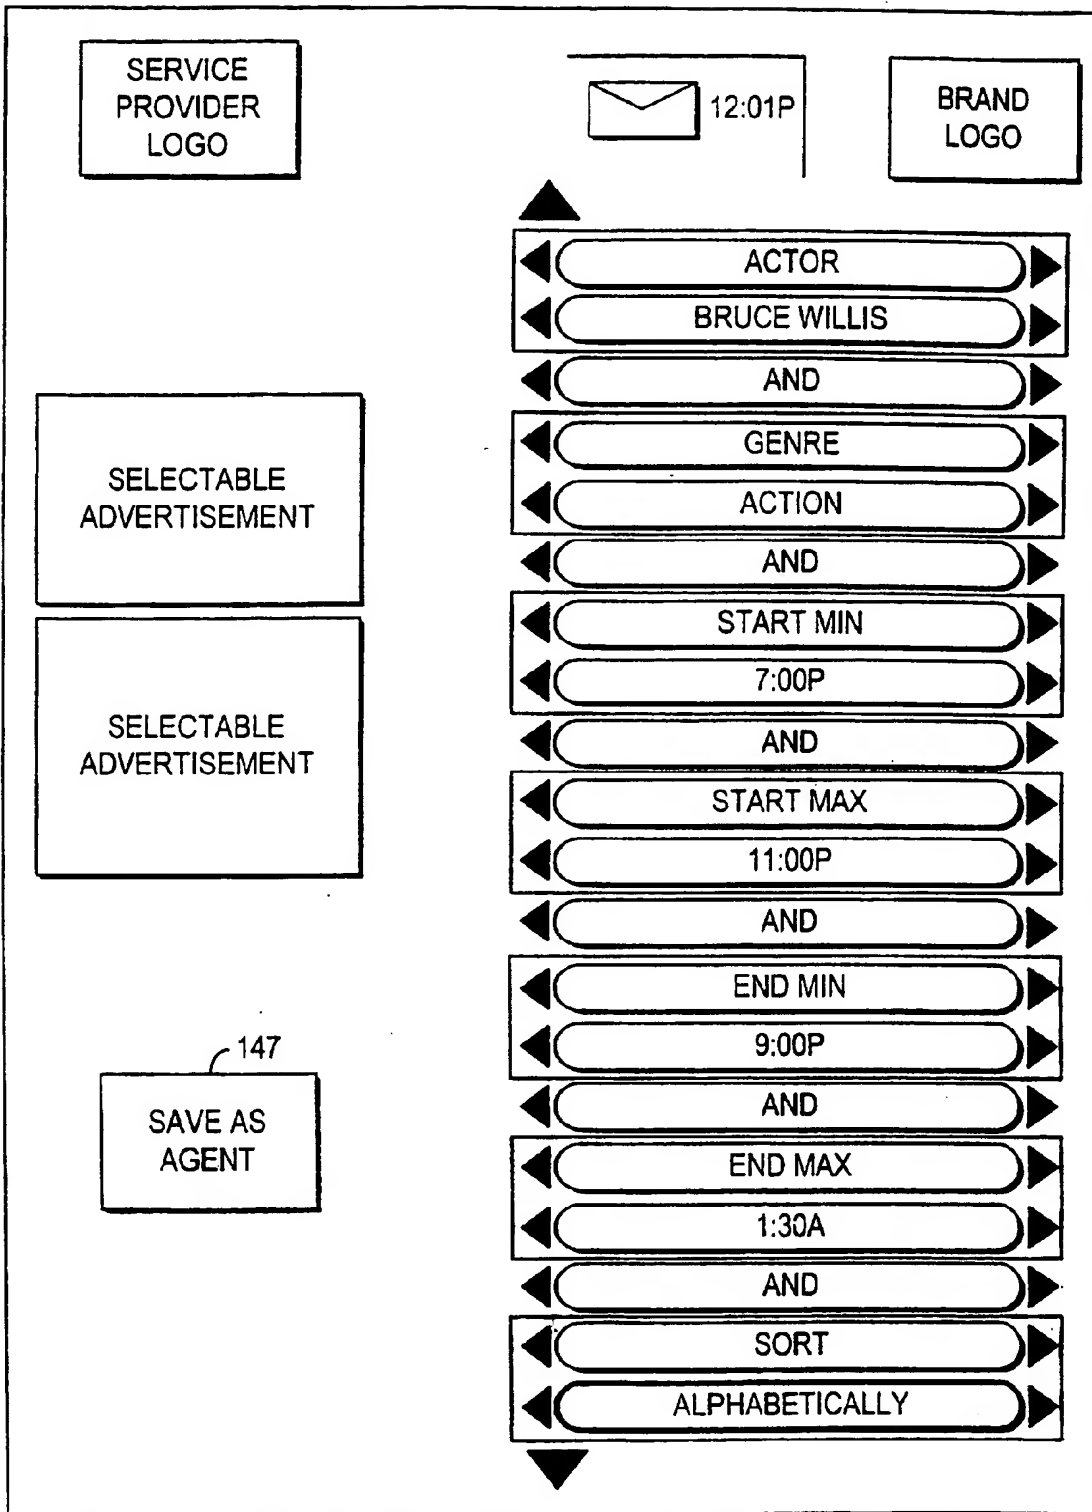 SERVICE
PROVIDER
LOGO
12:01P
BRAND
LOGO
ACTOR
BRUCE WILLIS
AND
GENRE
ACTION
AND
START MIN
7:00P
AND
START MAX
11:00P
AND
END MIN
9:00P
AND
END MAX
1:30A
AND
SORT
ALPHABETICALLY
SELECTABLE
ADVERTISEMENT
SELECTABLE
ADVERTISEMENT
147
SAVE AS
AGENT